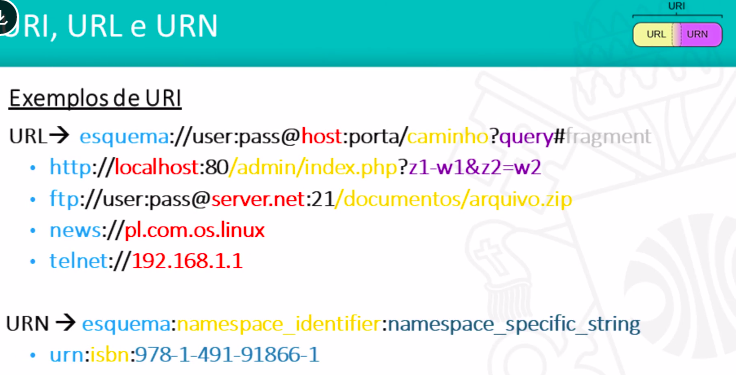 URI, URL e URN
URI
URL URN
Exemplos de URI
URL→ esquema://user:pass@host:porta/caminho?query#fragment
• http://localhost:80/admin/index.php?z1-w1&z2=w2
• ftp://user:pass@server.net:21/documentos/arquivo.zip
• news://pl.com.os.linux
• telnet://192.168.1.1
URN → esquema:namespace_identifier:namespace_specific_string
• urn:isbn:978-1-491-91866-1